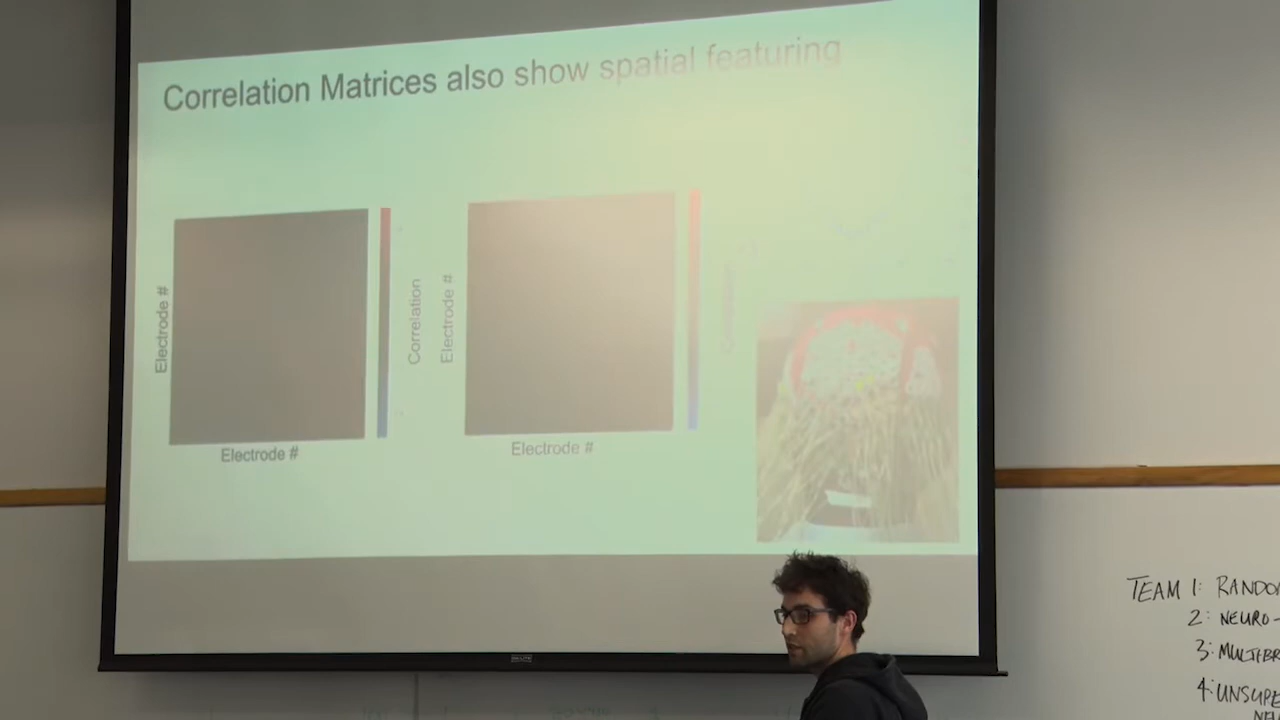 Correlation Matrices also show spatial featuring
Electrode #
Electrode #
Correlation
Electrode #
Electrode #
TEAM 1: RANDO
2: NEURO-
3: MULTIBR
4: UNSUPE
NEU